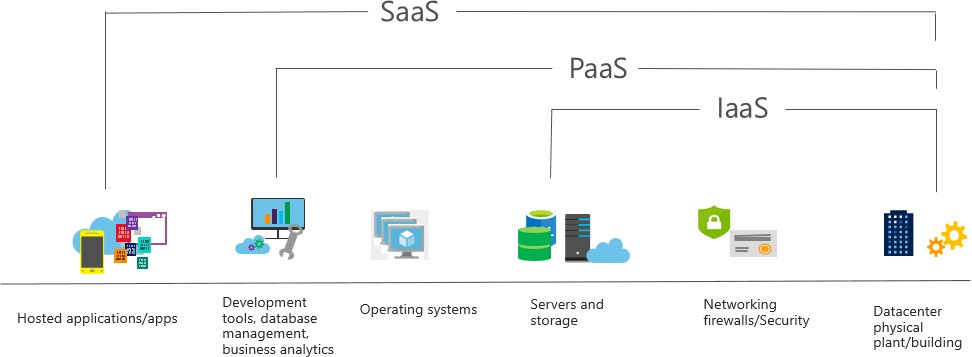 SaaS
PaaS
IaaS
Hosted applications/apps
Development
tools, database
management,
business analytics
Operating systems
Servers and
storage
Networking
firewalls/Security
Datacenter
physical
plant/building